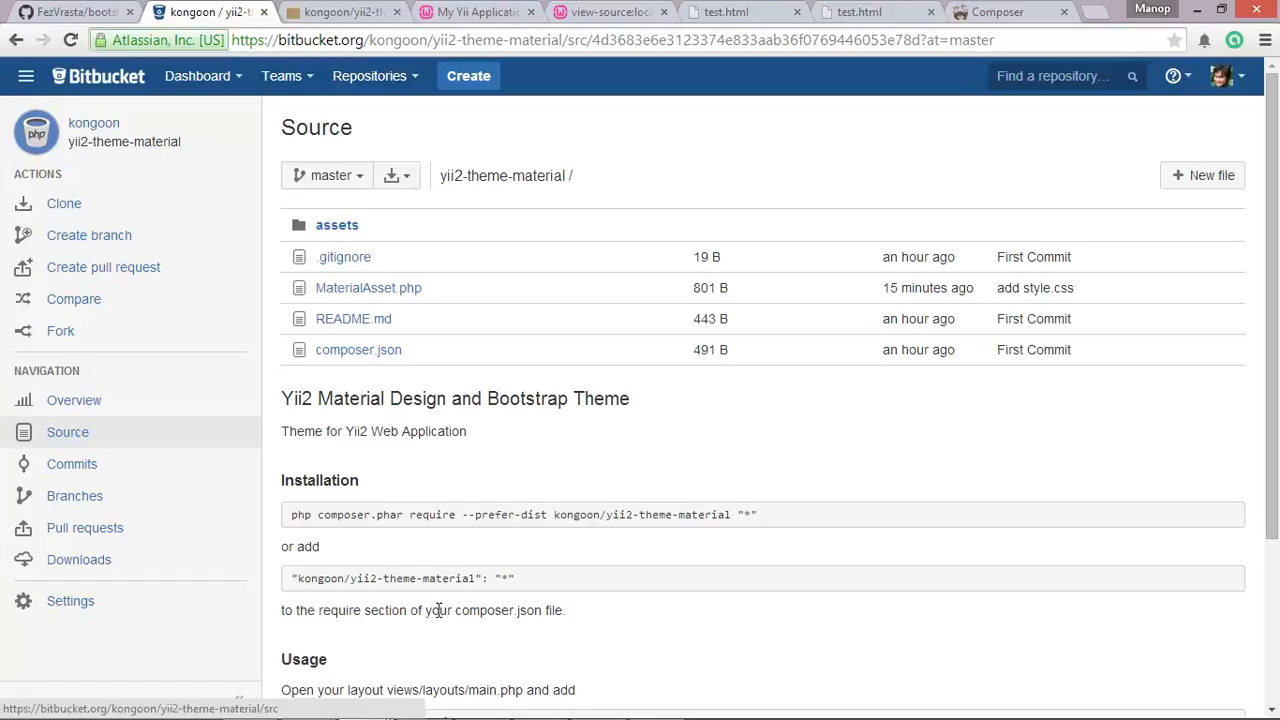 FezVrasta/boots
kongoon / yii2-t
kongoon/yii2-th
My Yii Applicatio
view-source:loca
test.html
test.html
Composer
Manop
Atlassian, Inc. [US]
https://bitbucket.org/kongoon/yii2-theme-material/src/4d3683e6e3123374e833aab36f0769446053e78d?at=master
Bitbucket
Dashboard
Teams
Repositories
Create
Find a repository...
php
kongoon
yii2-theme-material
ACTIONS
Clone
Create branch
Create pull request
Compare
Fork
NAVIGATION
Overview
Source
Commits
Branches
Pull requests
Downloads
Settings
Source
master
yii2-theme-material /
+ New file
assets
.gitignore 19 B an hour ago First Commit
MaterialAsset.php 801 B 15 minutes ago add style.css
README.md 443 B an hour ago First Commit
composer.json 491 B an hour ago First Commit
Yii2 Material Design and Bootstrap Theme
Theme for Yii2 Web Application
Installation
php composer.phar require --prefer-dist kongoon/yii2-theme-material "*"
or add
"kongoon/yii2-theme-material": "*"
to the require section of your composer.json file.
Usage
Open your layout views/layouts/main.php and add
https://bitbucket.org/kongoon/yii2-theme-material/src